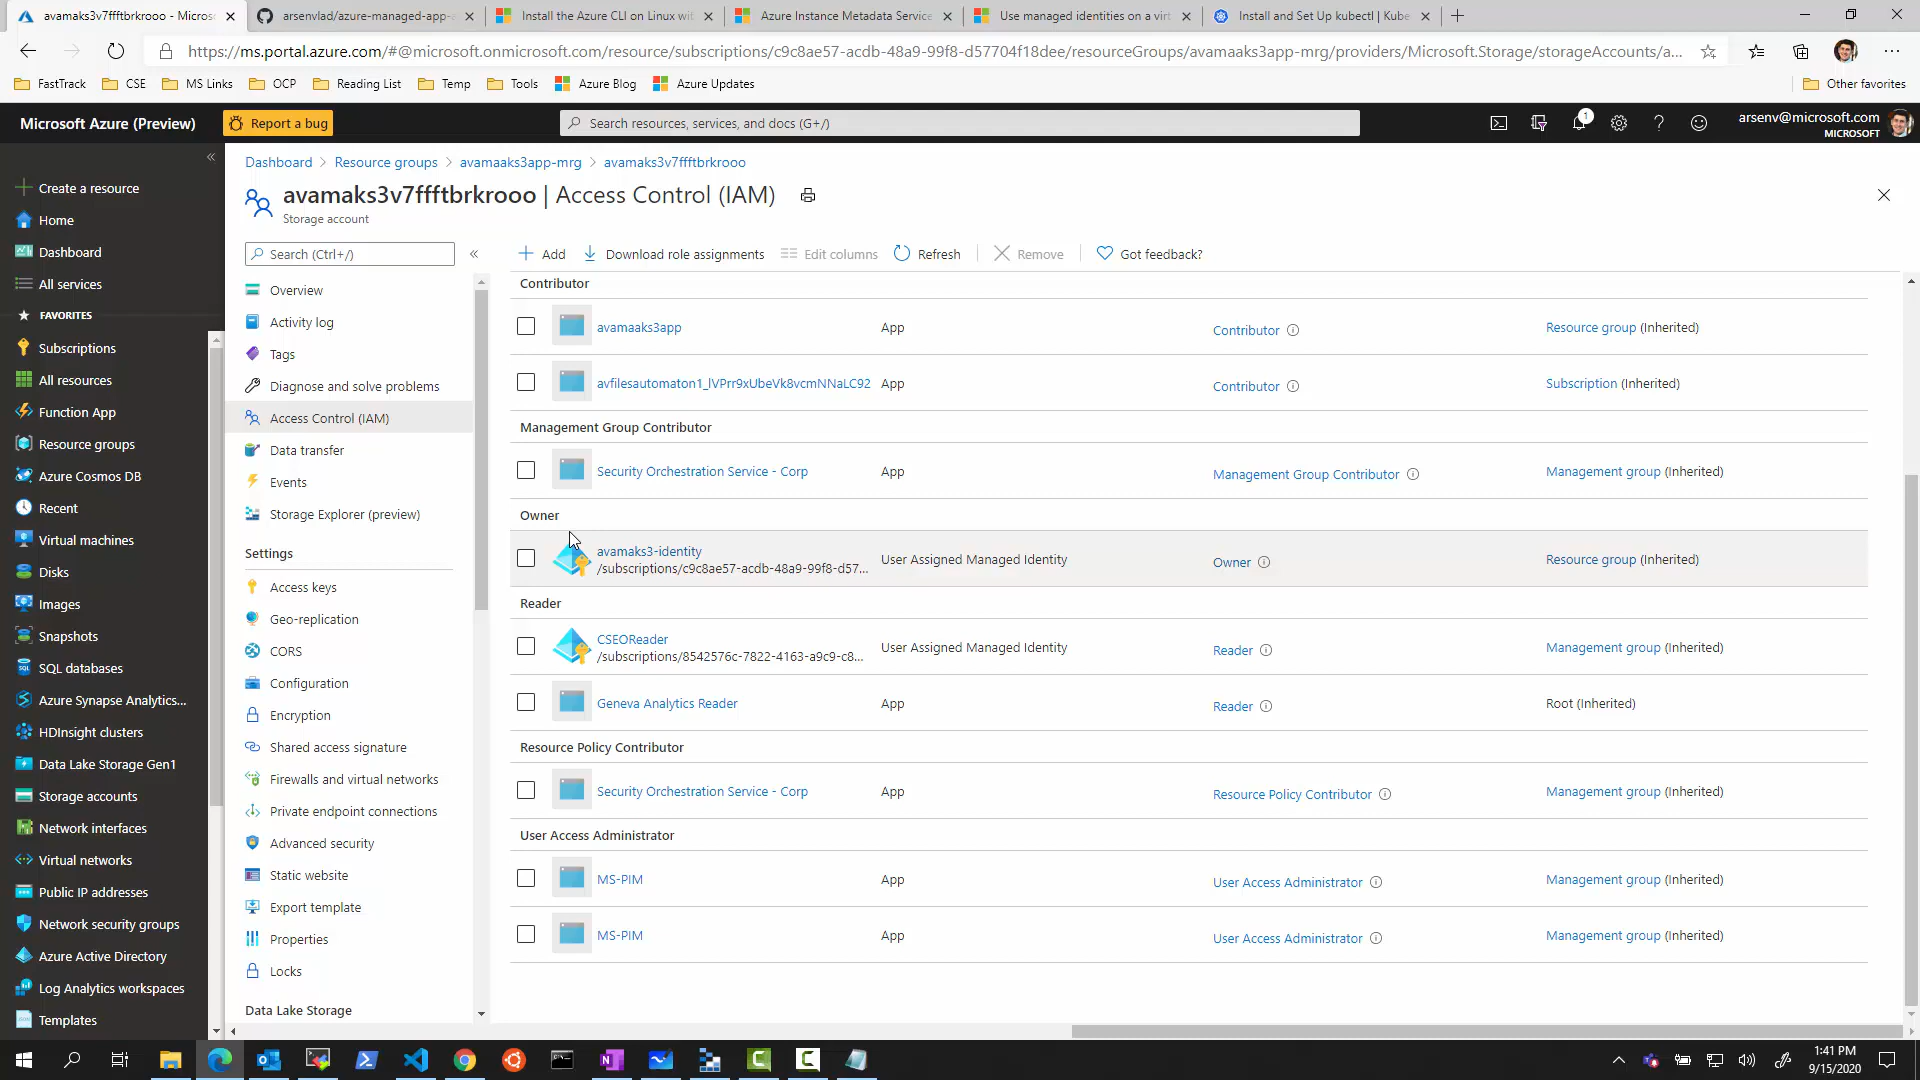 avamaks3v7ffftbrkrooo - Micros
arsenvlad/azure-managed-app-a
Install the Azure CLI on Linux wit
Azure Instance Metadata Service
Use managed identities on a virt
Install and Set Up kubectl | Kube
https://ms.portal.azure.com/#@microsoft.onmicrosoft.com/resource/subscriptions/c9c8ae57-acdb-48a9-99f8-d57704f18dee/resourceGroups/avamaaks3app-mrg/providers/Microsoft.Storage/storageAccounts/a...
FastTrack
CSE
MS Links
OCP
Reading List
Temp
Tools
Azure Blog
Azure Updates
Other favorites
Microsoft Azure (Preview)
Report a bug
Search resources, services, and docs (G+/)
1
arsenv@microsoft.com
MICROSOFT
Dashboard > Resource groups > avamaaks3app-mrg > avamaks3v7ffftbrkrooo
avamaks3v7ffftbrkrooo | Access Control (IAM)
Storage account
Create a resource
Home
Dashboard
All services
FAVORITES
Subscriptions
All resources
Function App
Resource groups
Azure Cosmos DB
Recent
Virtual machines
Disks
Images
Snapshots
SQL databases
Azure Synapse Analytics...
HDInsight clusters
Data Lake Storage Gen1
Storage accounts
Network interfaces
Virtual networks
Public IP addresses
Network security groups
Azure Active Directory
Log Analytics workspaces
Templates
Search (Ctrl+/)
Overview
Activity log
Tags
Diagnose and solve problems
Access Control (IAM)
Data transfer
Events
Storage Explorer (preview)
Settings
Access keys
Geo-replication
CORS
Configuration
Encryption
Shared access signature
Firewalls and virtual networks
Private endpoint connections
Advanced security
Static website
Export template
Properties
Locks
Data Lake Storage
Add
Download role assignments
Edit columns
Refresh
Remove
Got feedback?
Contributor
avamaaks3app App Contributor Resource group (Inherited)
avfilesautomaton1_lVPrr9xUbeVk8vcmNNaLC92 App Contributor Subscription (Inherited)
Management Group Contributor
Security Orchestration Service - Corp App Management Group Contributor Management group (Inherited)
Owner
avamaks3-identity
/subscriptions/c9c8ae57-acdb-48a9-99f8-d57... User Assigned Managed Identity Owner Resource group (Inherited)
Reader
CSEOReader
/subscriptions/8542576c-7822-4163-a9c9-c8... User Assigned Managed Identity Reader Management group (Inherited)
Geneva Analytics Reader App Reader Root (Inherited)
Resource Policy Contributor
Security Orchestration Service - Corp App Resource Policy Contributor Management group (Inherited)
User Access Administrator
MS-PIM App User Access Administrator Management group (Inherited)
MS-PIM App User Access Administrator Management group (Inherited)
1:41 PM
9/15/2020